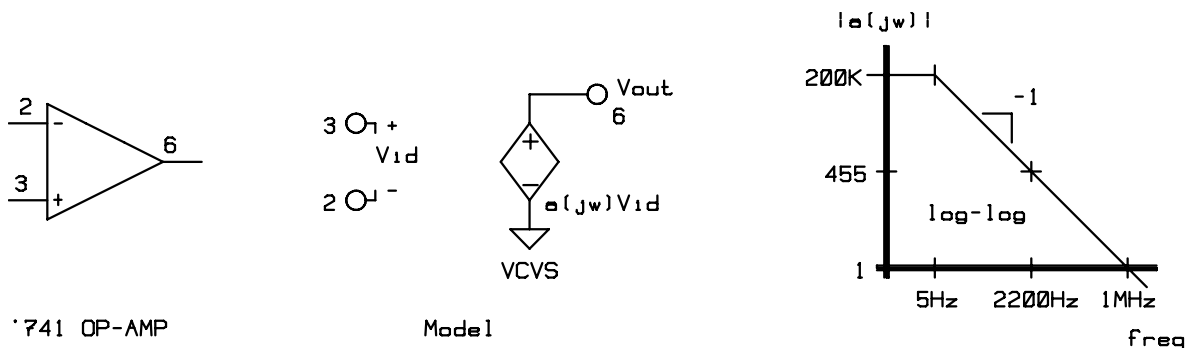 2
-
3
+
6
'741 OP-AMP
3
+
Vid
2
-
Vout
6
+
-
a(jw)Vid
VCVS
Model
|a(jw)|
200K
-1
455
log-log
1
5Hz
2200Hz
1MHz
freq